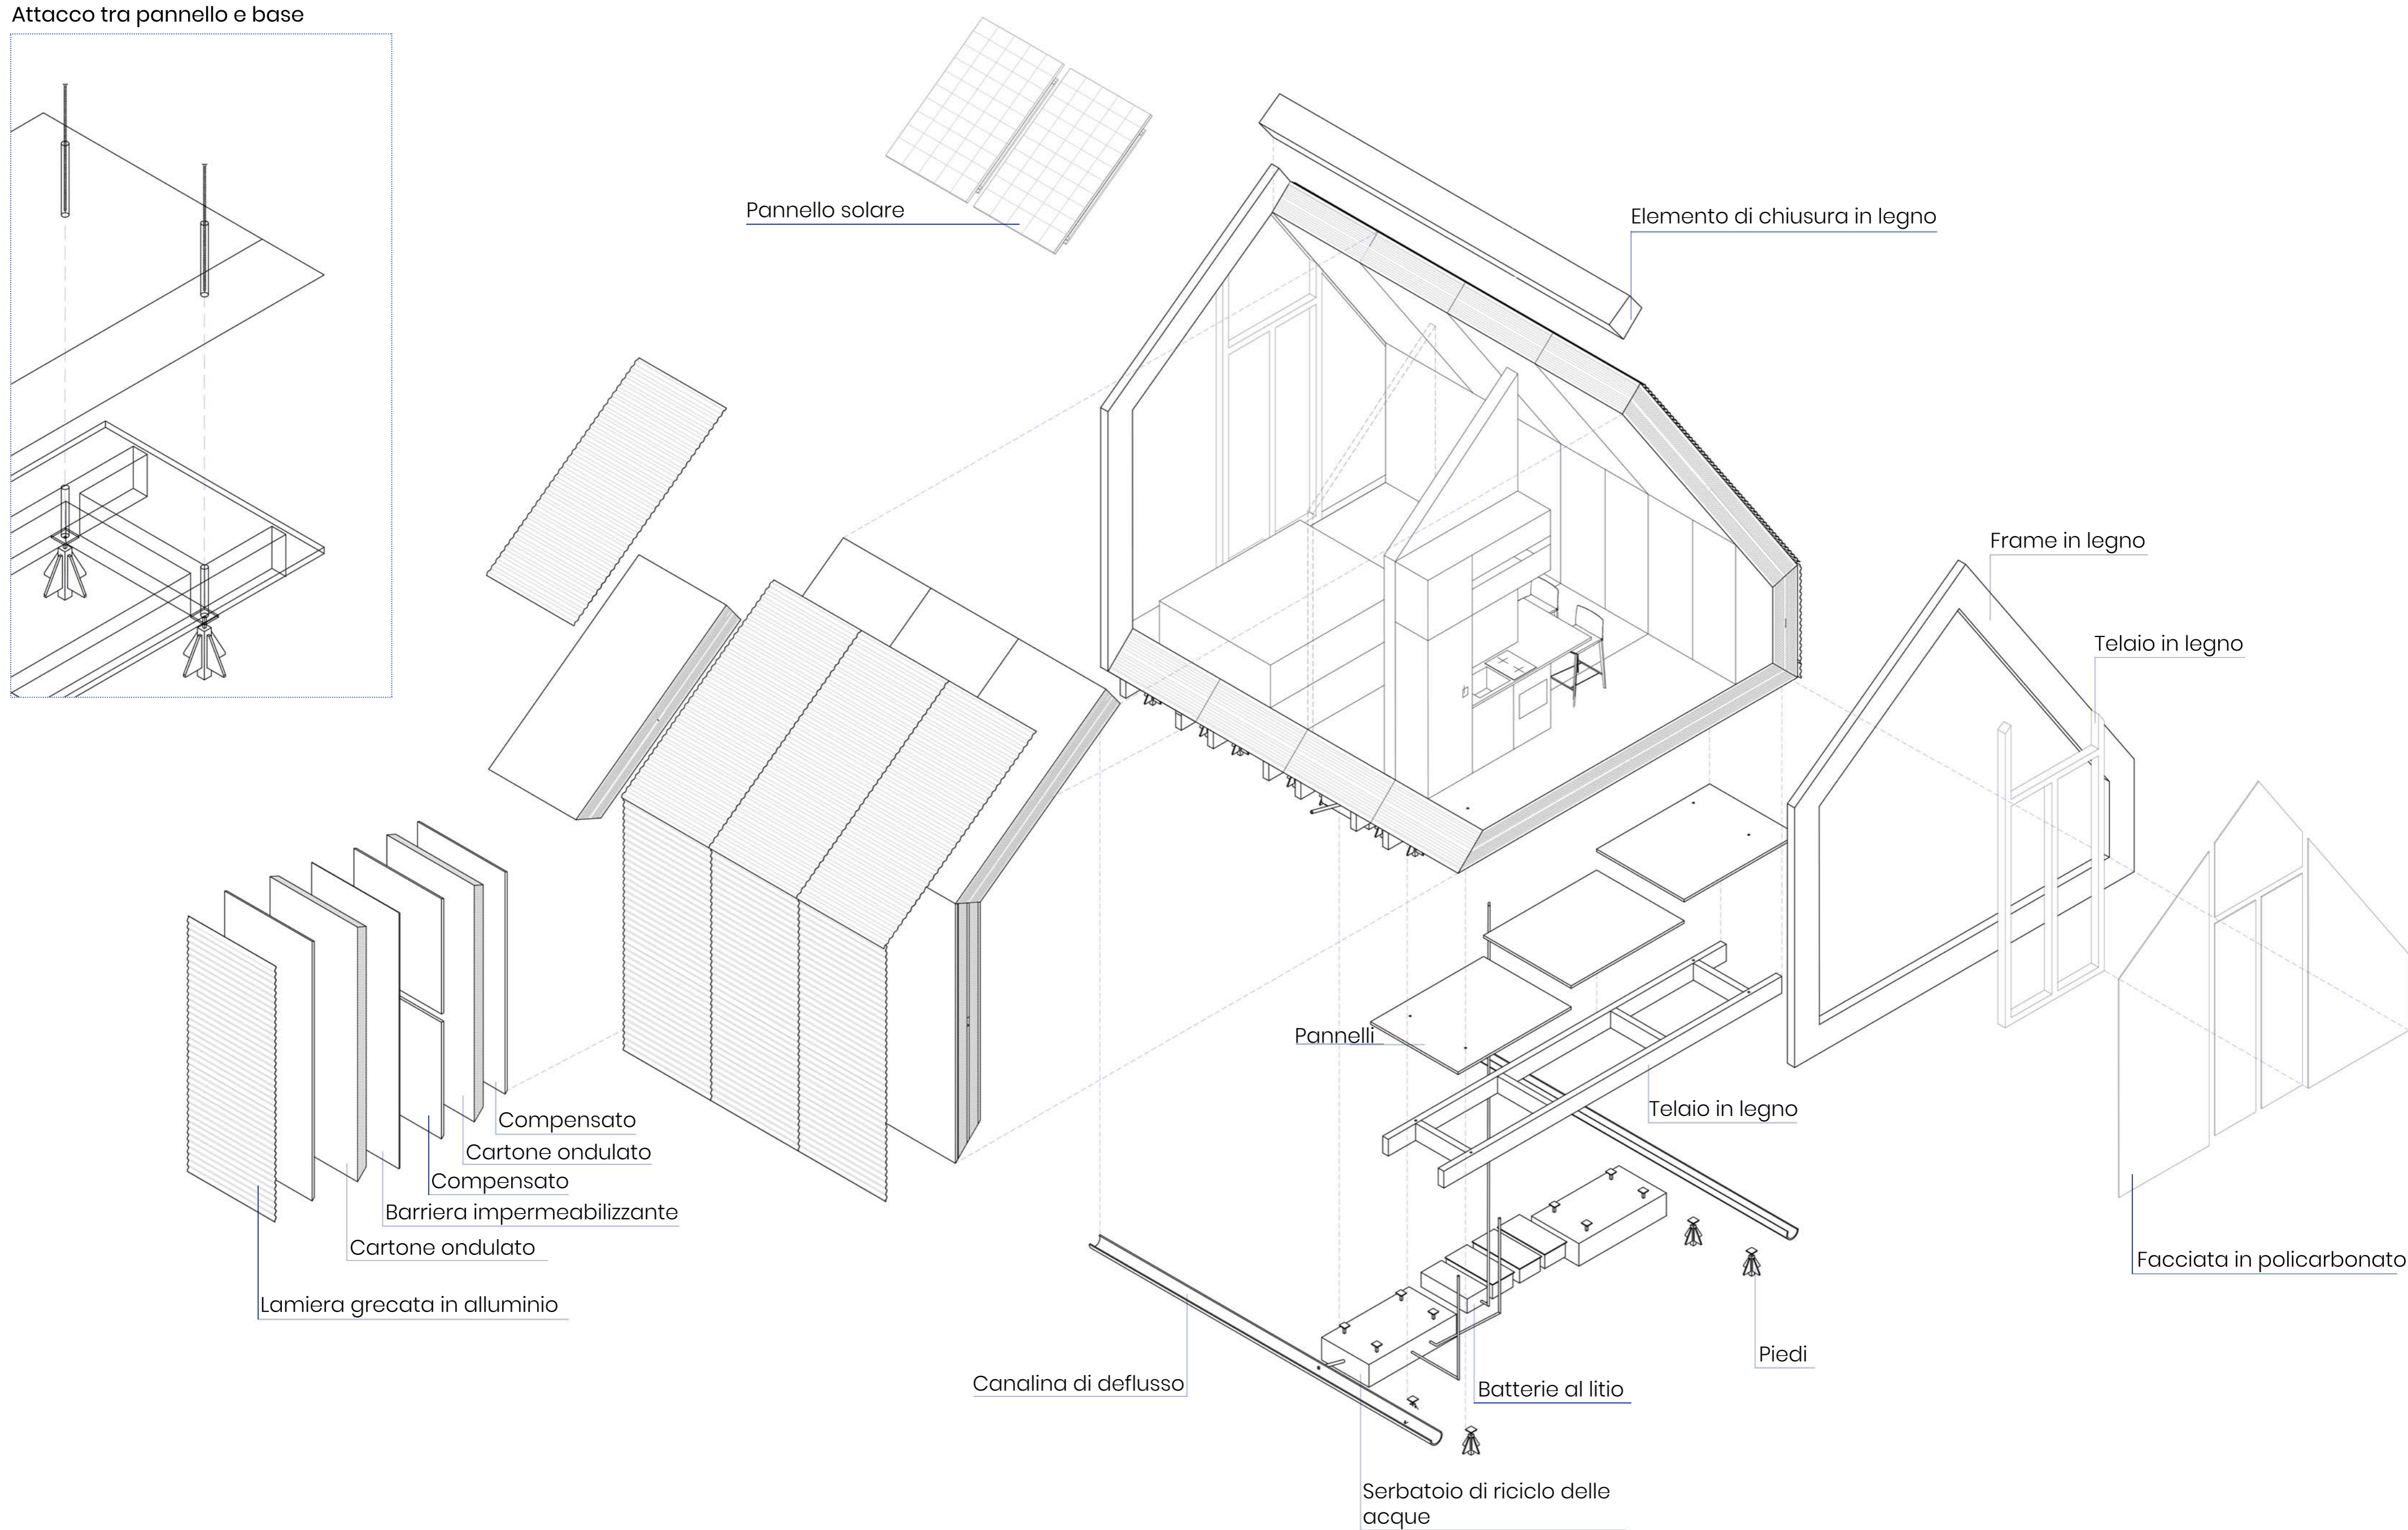 Attacco tra pannello e base
Pannello solare
Elemento di chiusura in legno
Frame in legno
Telaio in legno
Pannelli
Telaio in legno
Compensato
Cartone ondulato
Compensato
Barriera impermeabilizzante
Cartone ondulato
Lamiera grecata in alluminio
Facciata in policarbonato
Piedi
Canalina di deflusso
Batterie al litio
Serbatoio di riciclo delle
acque